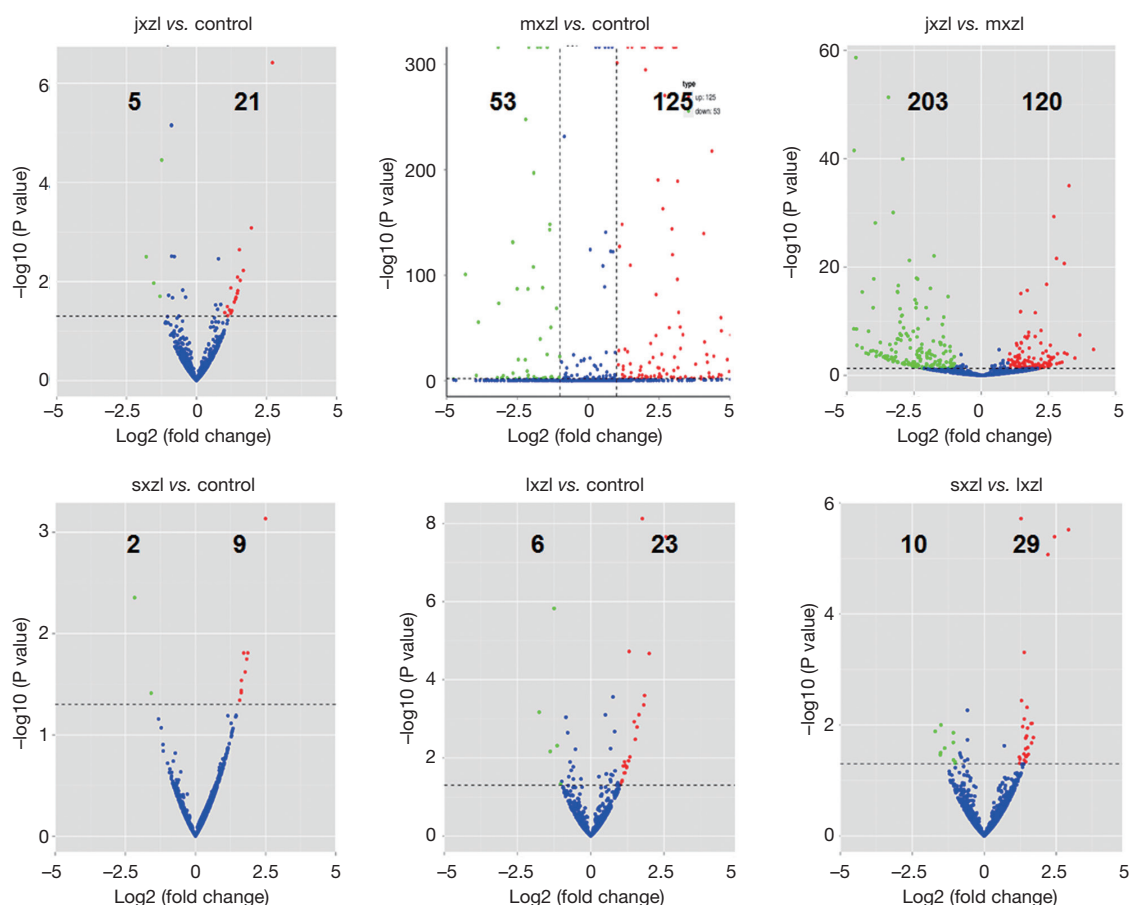 jxzl vs. control
–log10 (P value)
6
4
2
0
5
21
–5 –2.5 0 2.5 5
Log2 (fold change)
mxzl vs. control
–log10 (P value)
300
200
100
0
53
125
type
up: 125
down: 53
–5 –2.5 0 2.5 5
Log2 (fold change)
jxzl vs. mxzl
–log10 (P value)
60
40
20
0
203
120
–5 –2.5 0 2.5 5
Log2 (fold change)
sxzl vs. control
–log10 (P value)
3
2
1
0
2
9
–5 –2.5 0 2.5 5
Log2 (fold change)
lxzl vs. control
–log10 (P value)
8
6
4
2
0
6
23
–5 –2.5 0 2.5 5
Log2 (fold change)
sxzl vs. lxzl
–log10 (P value)
6
4
2
0
10
29
–5 –2.5 0 2.5 5
Log2 (fold change)